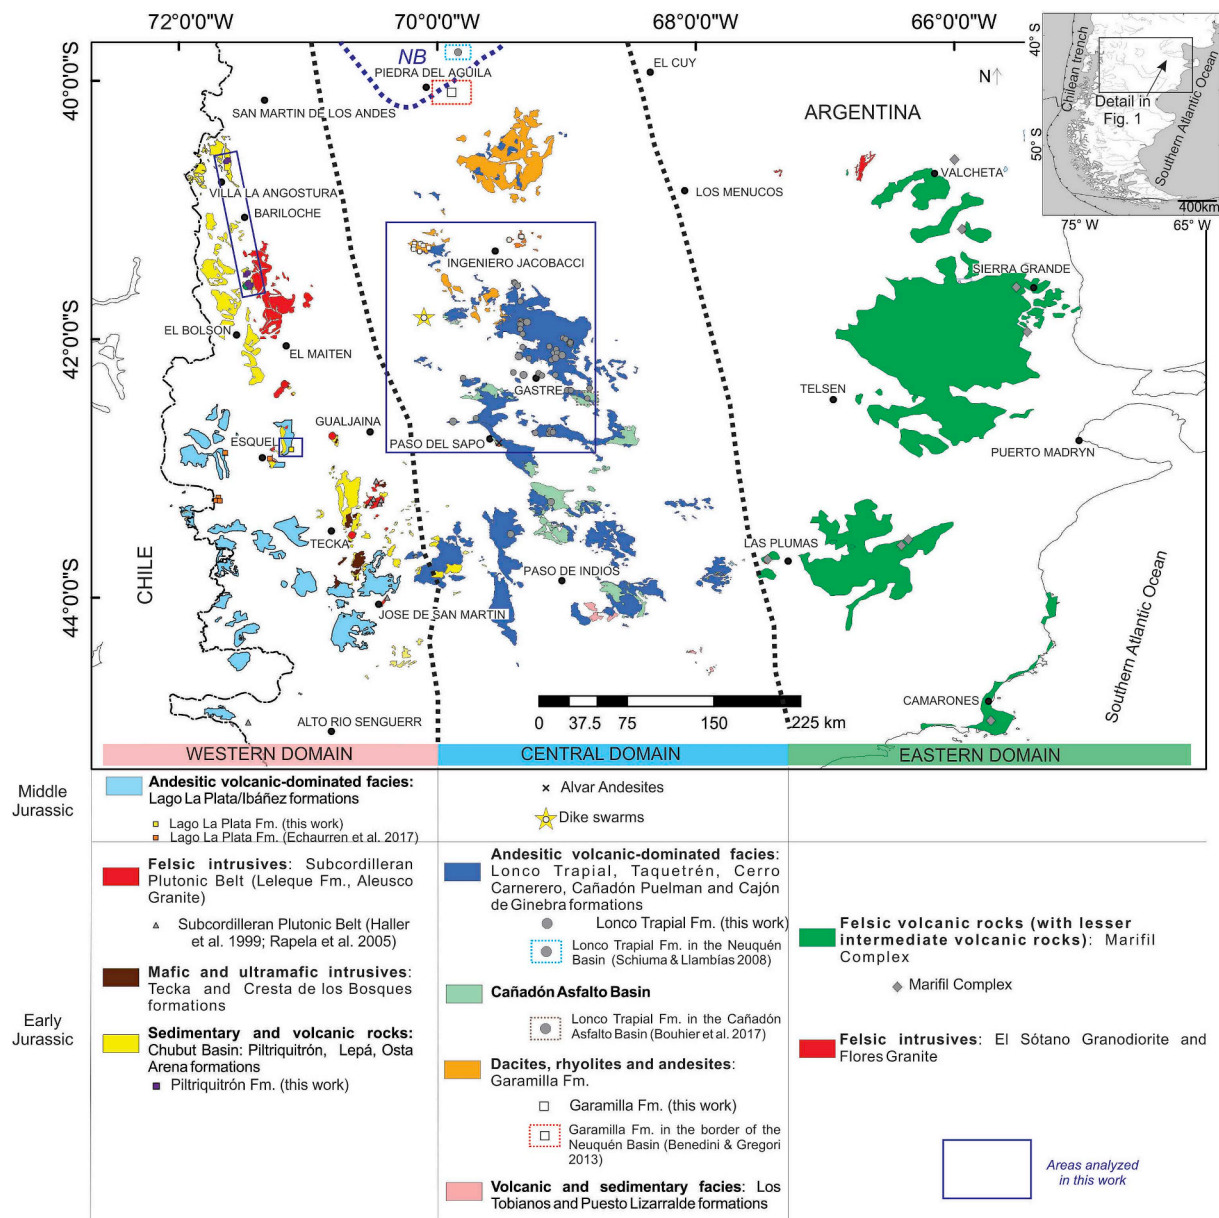 72°0'0"W
70°0'0"W
68°0'0"W
66°0'0"W
40°0'0"S
42°0'0"S
44°0'0"S
NB
PIEDRA DEL AGÜILA
EL CUY
N
SAN MARTIN DE LOS ANDES
ARGENTINA
VILLA LA ANGOSTURA
BARILOCHE
LOS MENUCOS
VALCHETA
INGENIERO JACOBACCI
SIERRA GRANDE
EL BOLSON
EL MAITEN
GASTRE
TELSEN
GUALJAINA
ESQUEL
PASO DEL SAPO
PUERTO MADRYN
TECKA
LAS PLUMAS
PASO DE INDIOS
CHILE
JOSE DE SAN MARTIN
CAMARONES
ALTO RIO SENGUERR
Southern Atlantic Ocean
0 37.5 75 150 225 km
40° S
50° S
Chilean trench
Detail in
Fig. 1
Southern Atlantic Ocean
400km
75° W
65° W
WESTERN DOMAIN
CENTRAL DOMAIN
EASTERN DOMAIN
Middle
Jurassic
Andesitic volcanic-dominated facies:
Lago La Plata/Ibáñez formations
Lago La Plata Fm. (this work)
Lago La Plata Fm. (Echaurren et al. 2017)
Alvar Andesites
Dike swarms
Early
Jurassic
Felsic intrusives: Subcordilleran
Plutonic Belt (Leleque Fm., Aleusco
Granite)
Subcordilleran Plutonic Belt (Haller
et al. 1999; Rapela et al. 2005)
Mafic and ultramafic intrusives:
Tecka and Cresta de los Bosques
formations
Sedimentary and volcanic rocks:
Chubut Basin: Piltriquitrón, Lepá, Osta
Arena formations
Piltriquitrón Fm. (this work)
Andesitic volcanic-dominated facies:
Lonco Trapial, Taquetrén, Cerro
Carnerero, Cañadón Puelman and Cajón
de Ginebra formations
Lonco Trapial Fm. (this work)
Lonco Trapial Fm. in the Neuquén
Basin (Schiuma & Llambías 2008)
Cañadón Asfalto Basin
Lonco Trapial Fm. in the Cañadón
Asfalto Basin (Bouhier et al. 2017)
Dacites, rhyolites and andesites:
Garamilla Fm.
Garamilla Fm. (this work)
Garamilla Fm. in the border of the
Neuquén Basin (Benedini & Gregori
2013)
Volcanic and sedimentary facies: Los
Tobianos and Puesto Lizarralde formations
Felsic volcanic rocks (with lesser
intermediate volcanic rocks): Marifil
Complex
Marifil Complex
Felsic intrusives: El Sótano Granodiorite and
Flores Granite
Areas analyzed
in this work